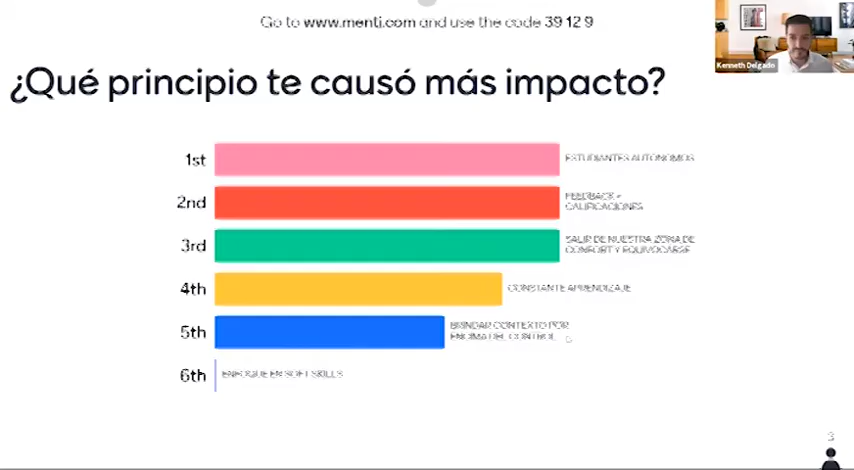 Go to www.menti.com and use the code 39 12 9
Kenneth Delgado
¿Qué principio te causó más impacto?
1st
ESTUDIANTES AUTÓNOMOS
2nd
FEEDBACK >
CALIFICACIONES
3rd
SALIR DE NUESTRA ZONA DE
CONFORT Y EQUIVOCARSE
4th
CONSTANTE APRENDIZAJE
5th
BRINDAR CONTEXTO POR
ENCIMA DEL CONTROL
6th
ENFOQUE EN SOFT SKILLS
3